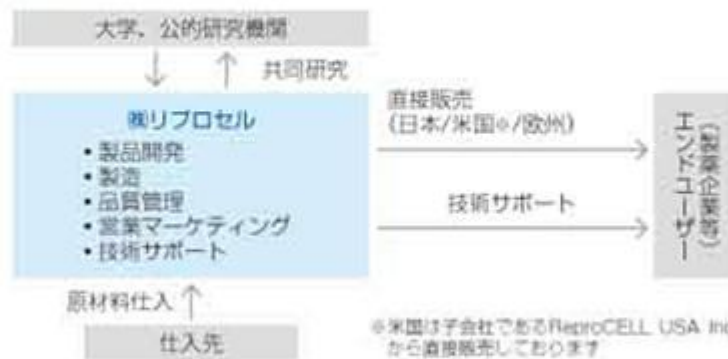 大学、公的研究機関
共同研究
㈱リプロセル
• 製品開発
• 製造
• 品質管理
• 営業マーケティング
• 技術サポート
直接販売
(日本/米国※/欧州)
技術サポート
エンドユーザー
(製薬企業等)
原材料仕入
仕入先
※米国は子会社であるReproCELL USA Inc
から直接販売しております